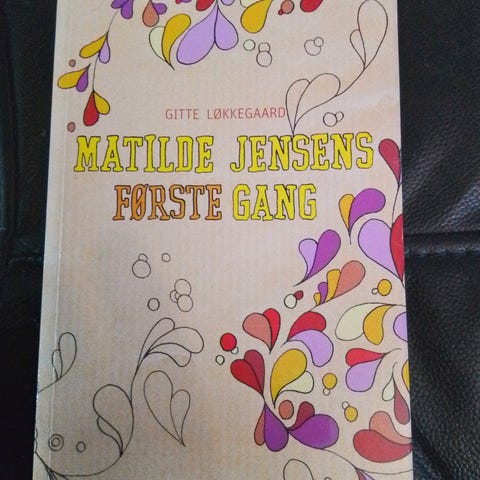 GITTE LØKKEGAARD
MATILDE JENSENS
FØRSTE GANG